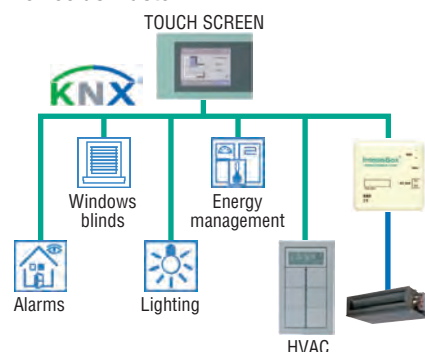 TOUCH SCREEN
KNX
Windows
blinds
Energy
management
IntesisBox
Alarms
Lighting
HVAC